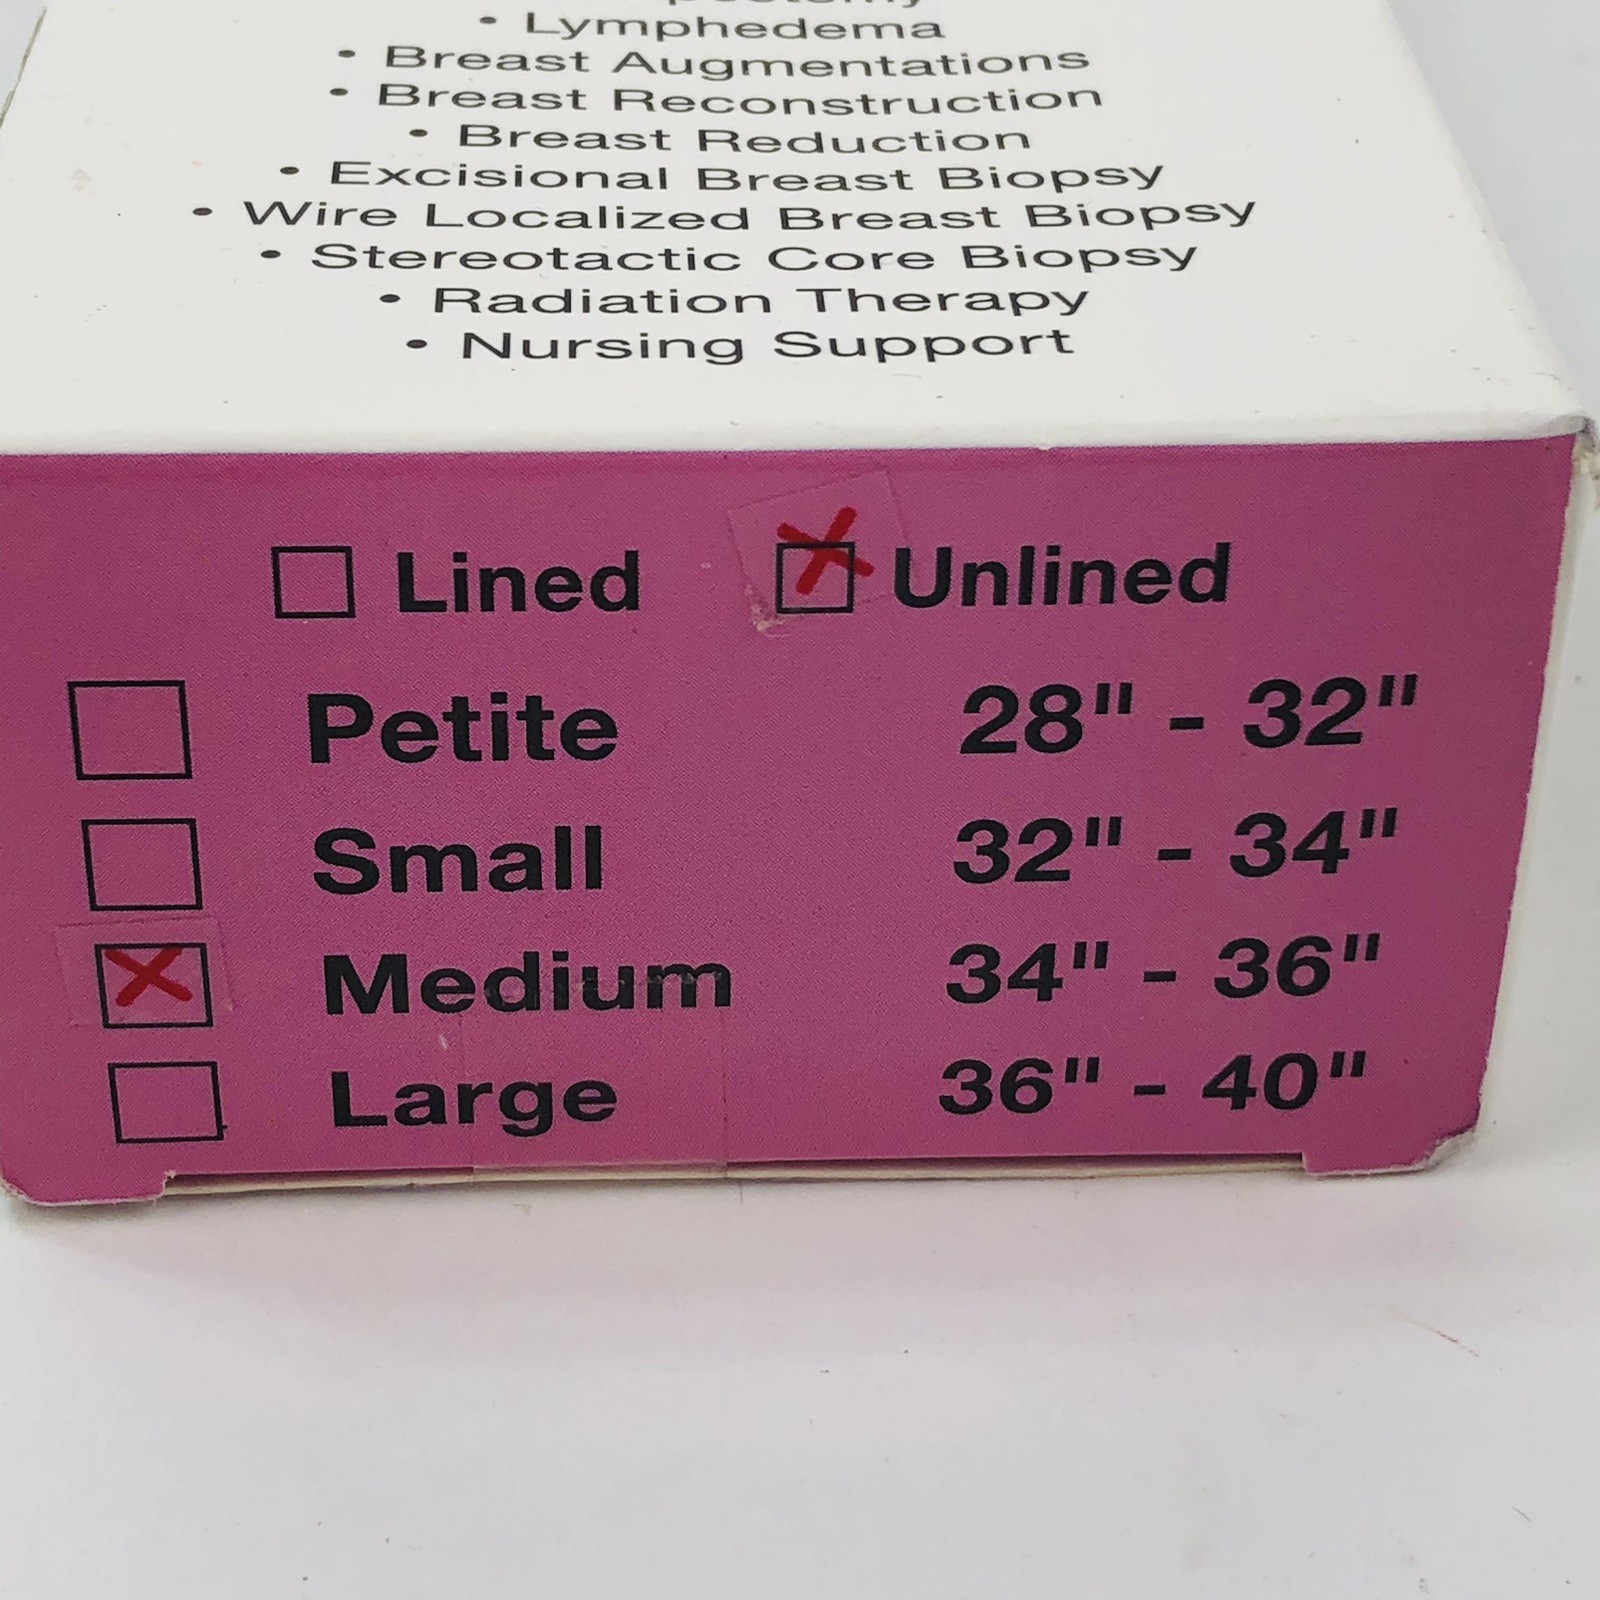 • Lymphedema
• Breast Augmentations
• Breast Reconstruction
• Breast Reduction
• Excisional Breast Biopsy
• Wire Localized Breast Biopsy
• Stereotactic Core Biopsy
• Radiation Therapy
• Nursing Support
Lined Unlined
Petite 28" - 32"
Small 32" - 34"
Medium 34" - 36"
Large 36" - 40"